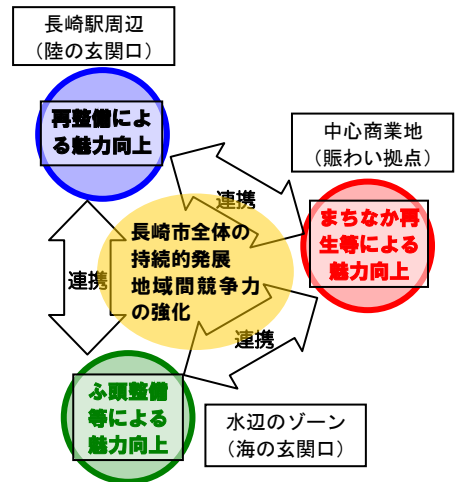 長崎駅周辺
（陸の玄関口）
再整備によ
る魅力向上
中心商業地
（賑わい拠点）
連携
まちなか再
生等による
魅力向上
長崎市全体の
持続的発展
地域間競争力
の強化
連携
連携
ふ頭整備
等による
魅力向上
水辺のゾーン
（海の玄関口）